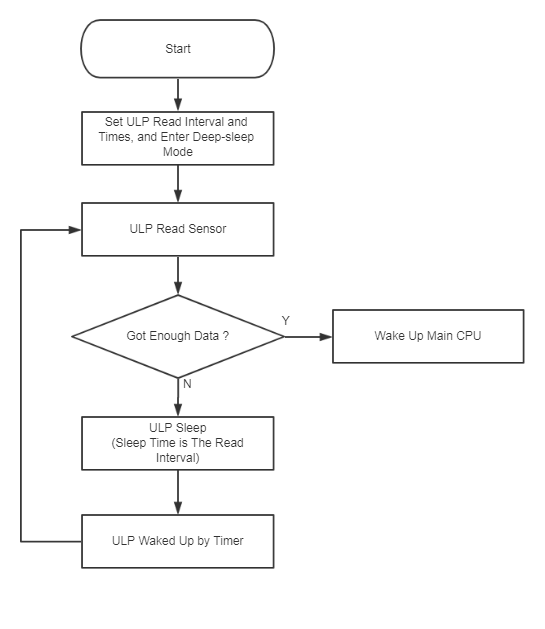 Start
Set ULP Read Interval and
Times, and Enter Deep-sleep
Mode
ULP Read Sensor
Got Enough Data ?
Y
Wake Up Main CPU
N
ULP Sleep
(Sleep Time is The Read
Interval)
ULP Waked Up by Timer